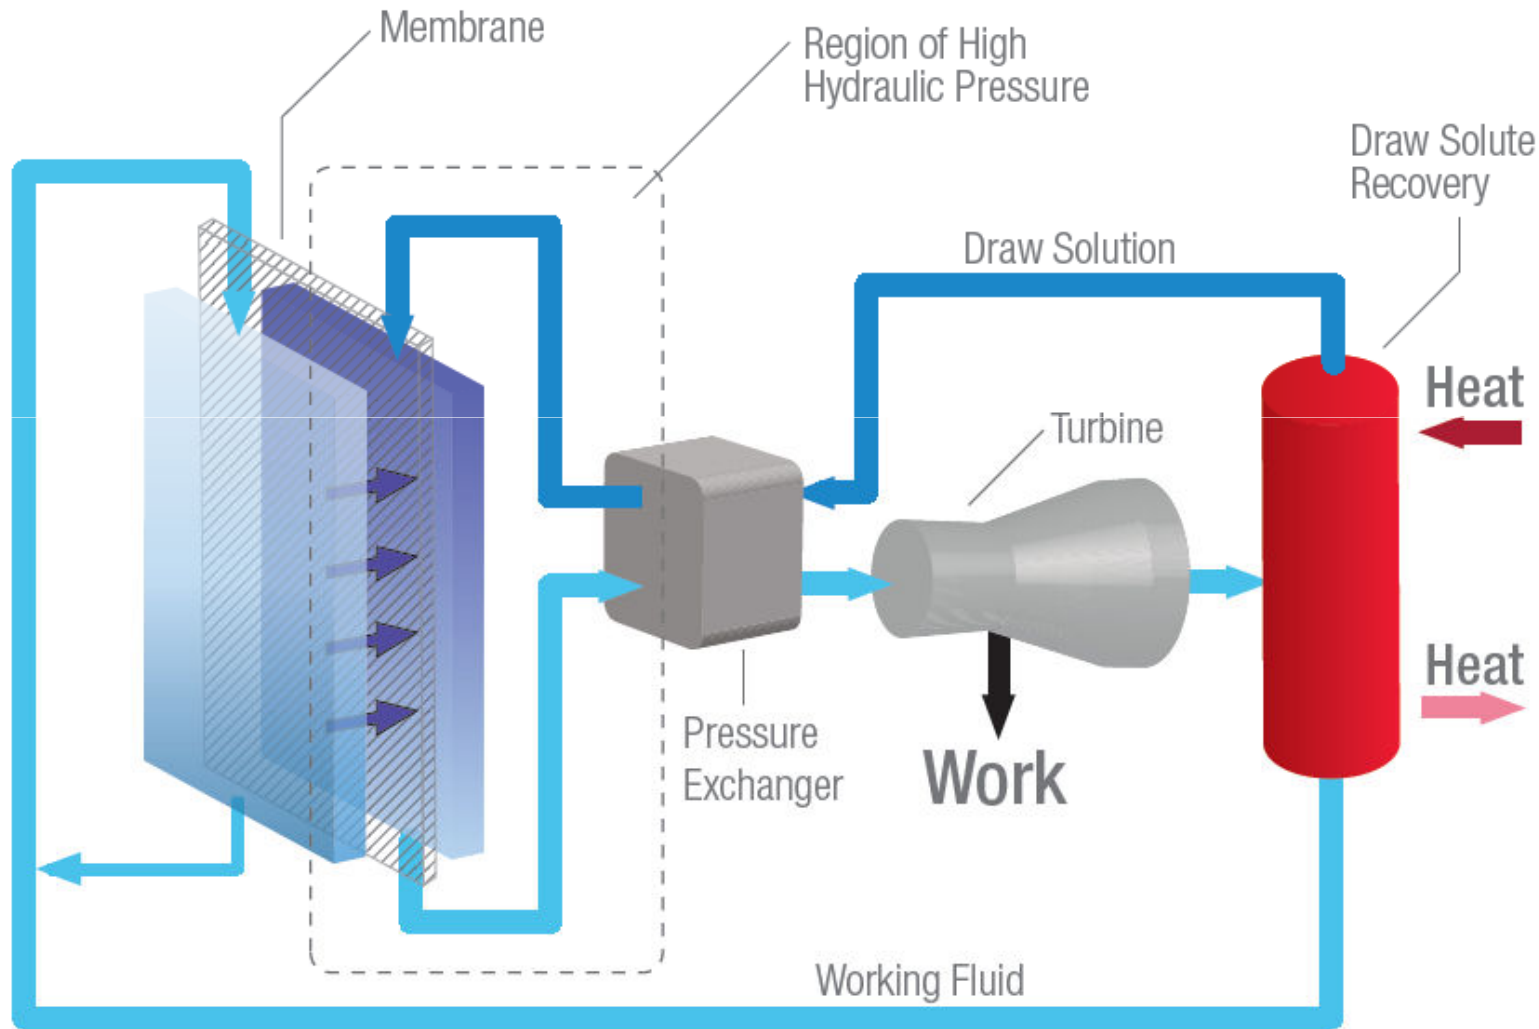 Membrane
Region of High
Hydraulic Pressure
Draw Solute
Recovery
Draw Solution
Heat
Turbine
Heat
Pressure
Exchanger
Work
Working Fluid